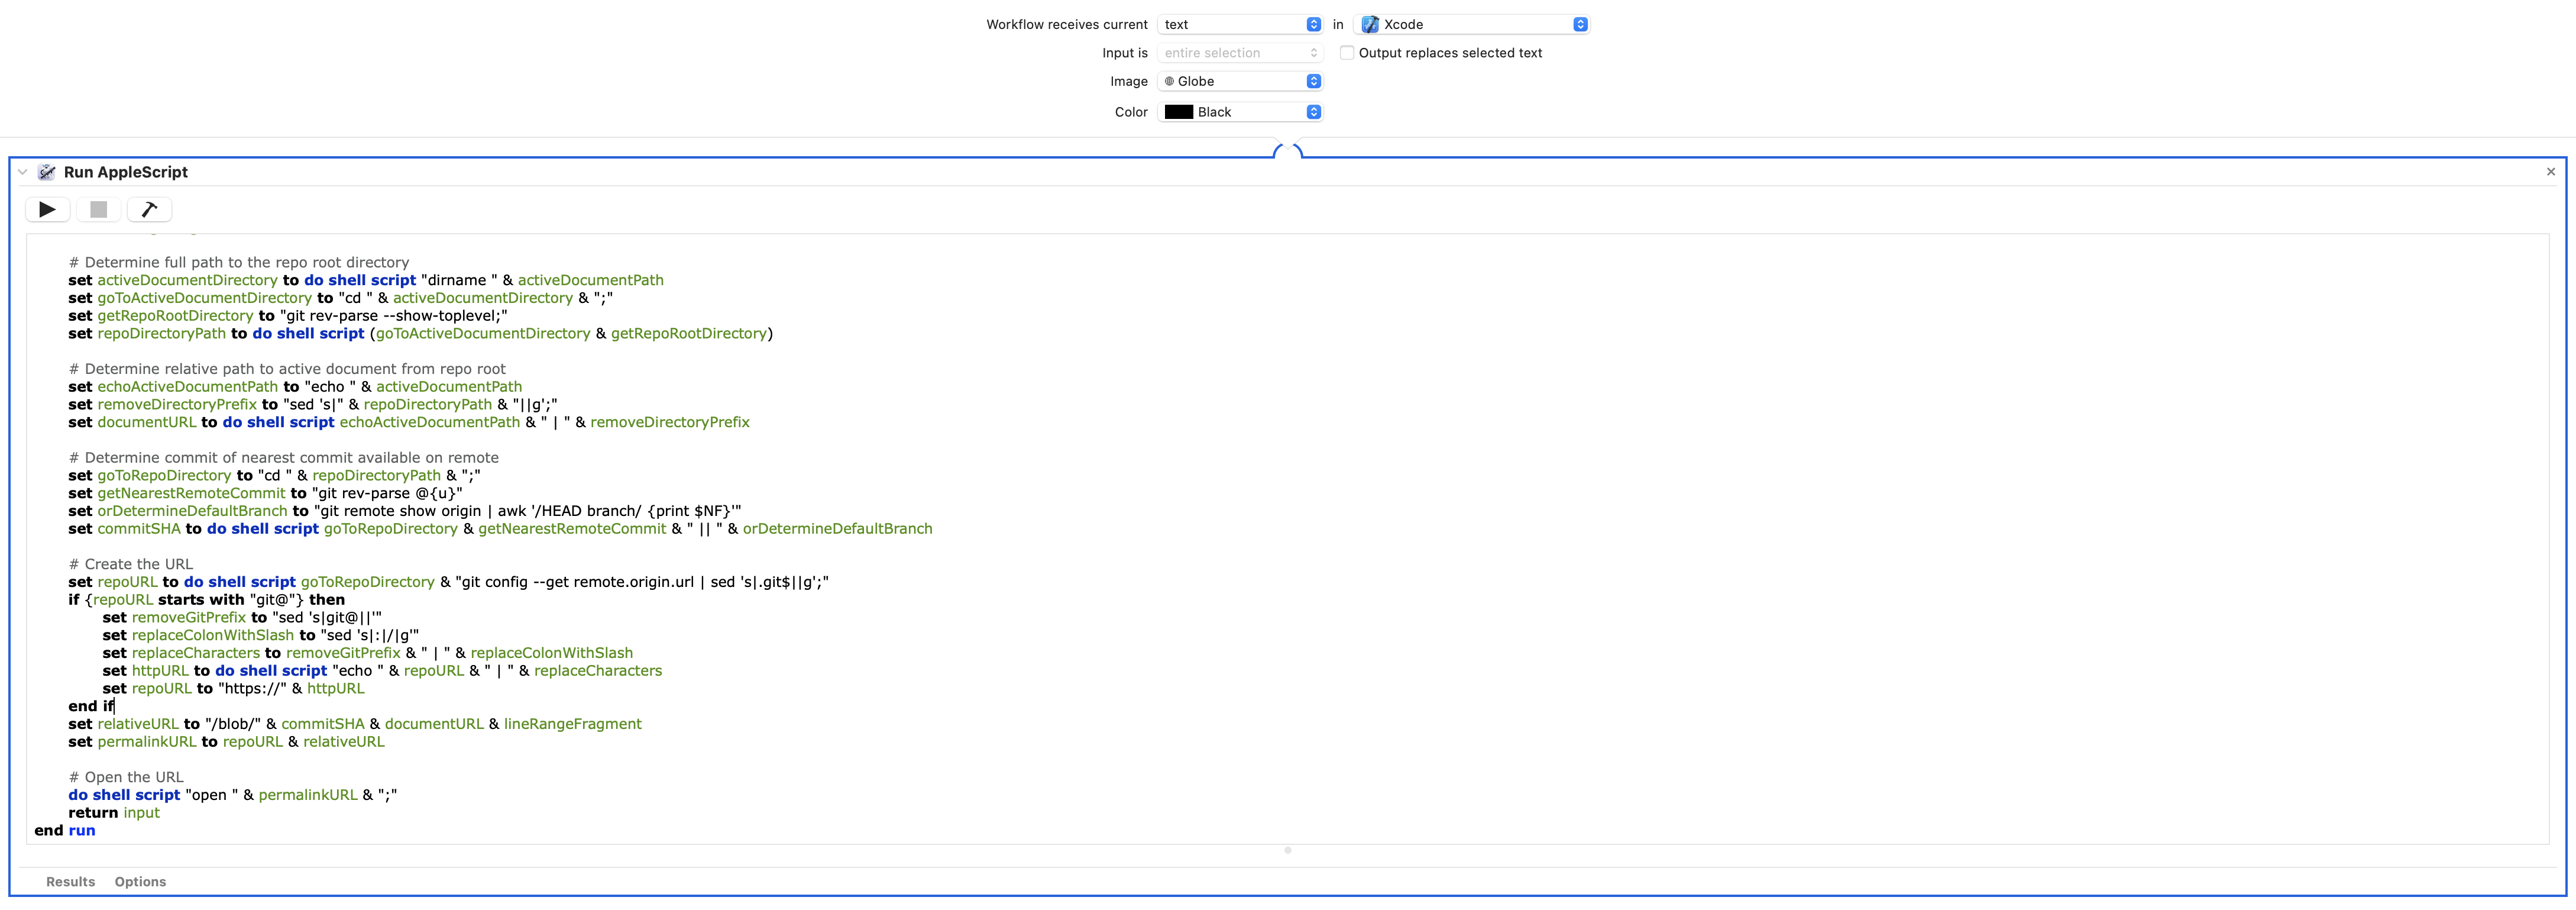 Workflow receives current text in Xcode
Input is entire selection Output replaces selected text
Image Globe
Color Black
Run AppleScript
# Determine full path to the repo root directory
set activeDocumentDirectory to do shell script "dirname " & activeDocumentPath
set goToActiveDocumentDirectory to "cd " & activeDocumentDirectory & ";"
set getRepoRootDirectory to "git rev-parse --show-toplevel;"
set repoDirectoryPath to do shell script (goToActiveDocumentDirectory & getRepoRootDirectory)
# Determine relative path to active document from repo root
set echoActiveDocumentPath to "echo " & activeDocumentPath
set removeDirectoryPrefix to "sed 's|" & repoDirectoryPath & "||g';"
set documentURL to do shell script echoActiveDocumentPath & " | " & removeDirectoryPrefix
# Determine commit of nearest commit available on remote
set goToRepoDirectory to "cd " & repoDirectoryPath & ";"
set getNearestRemoteCommit to "git rev-parse @{u}"
set orDetermineDefaultBranch to "git remote show origin | awk '/HEAD branch/ {print $NF}'"
set commitSHA to do shell script goToRepoDirectory & getNearestRemoteCommit & " || " & orDetermineDefaultBranch
# Create the URL
set repoURL to do shell script goToRepoDirectory & "git config --get remote.origin.url | sed 's|.git$||g';"
if {repoURL starts with "git@"} then
set removeGitPrefix to "sed 's|git@||'"
set replaceColonWithSlash to "sed 's|:|/|g'"
set replaceCharacters to removeGitPrefix & " | " & replaceColonWithSlash
set httpURL to do shell script "echo " & repoURL & " | " & replaceCharacters
set repoURL to "https://" & httpURL
end if
set relativeURL to "/blob/" & commitSHA & documentURL & lineRangeFragment
set permalinkURL to repoURL & relativeURL
# Open the URL
do shell script "open " & permalinkURL & ";"
return input
end run
Results Options